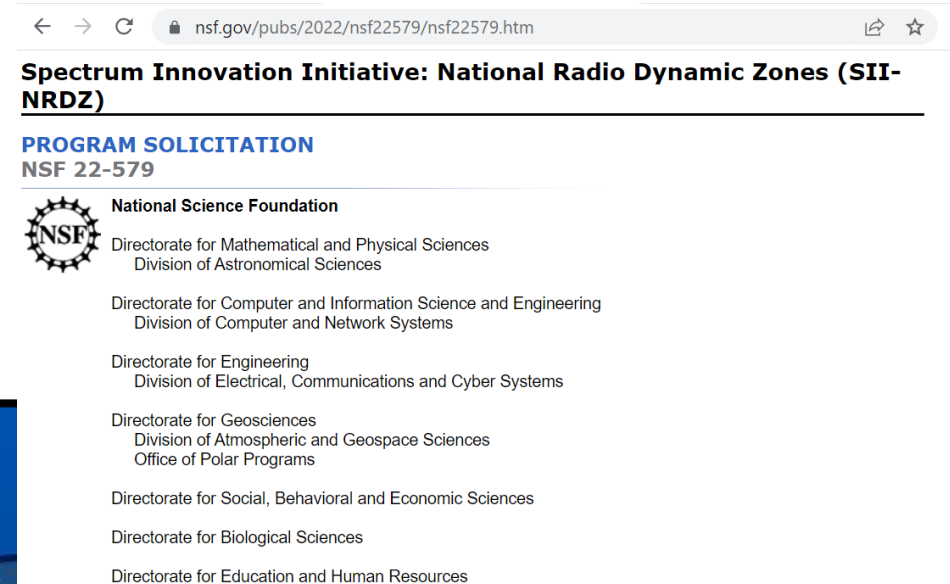 nsf.gov/pubs/2022/nsf22579/nsf22579.htm
Spectrum Innovation Initiative: National Radio Dynamic Zones (SII-
NRDZ)
PROGRAM SOLICITATION
NSF 22-579
NSF
National Science Foundation
Directorate for Mathematical and Physical Sciences
Division of Astronomical Sciences
Directorate for Computer and Information Science and Engineering
Division of Computer and Network Systems
Directorate for Engineering
Division of Electrical, Communications and Cyber Systems
Directorate for Geosciences
Division of Atmospheric and Geospace Sciences
Office of Polar Programs
Directorate for Social, Behavioral and Economic Sciences
Directorate for Biological Sciences
Directorate for Education and Human Resources